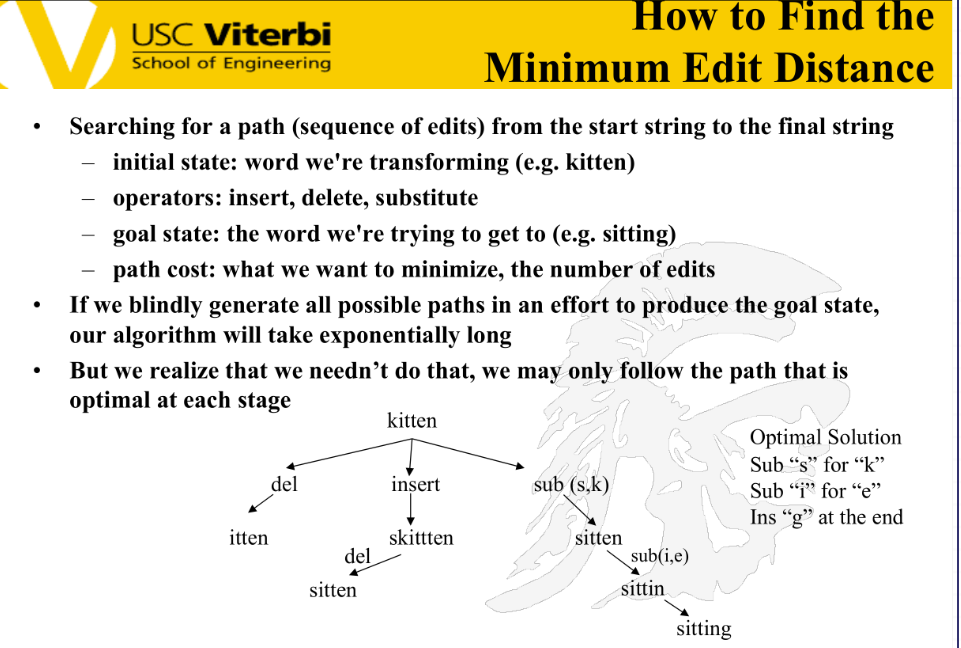 USC Viterbi
School of Engineering
How to Find the
Minimum Edit Distance
• Searching for a path (sequence of edits) from the start string to the final string
– initial state: word we're transforming (e.g. kitten)
– operators: insert, delete, substitute
– goal state: the word we're trying to get to (e.g. sitting)
– path cost: what we want to minimize, the number of edits
• If we blindly generate all possible paths in an effort to produce the goal state,
our algorithm will take exponentially long
• But we realize that we needn’t do that, we may only follow the path that is
optimal at each stage
kitten
del insert sub (s,k)
itten skittten sitten
del sub(i,e)
sitten sittin
sitting
Optimal Solution
Sub “s” for “k”
Sub “i” for “e”
Ins “g” at the end